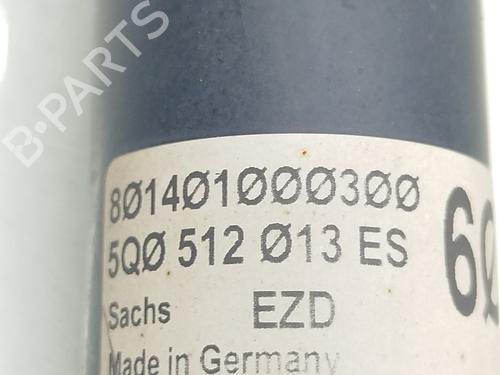 B-PARTS
801401000300
5Q0 512 013 ES
Sachs EZD
Made in Germany